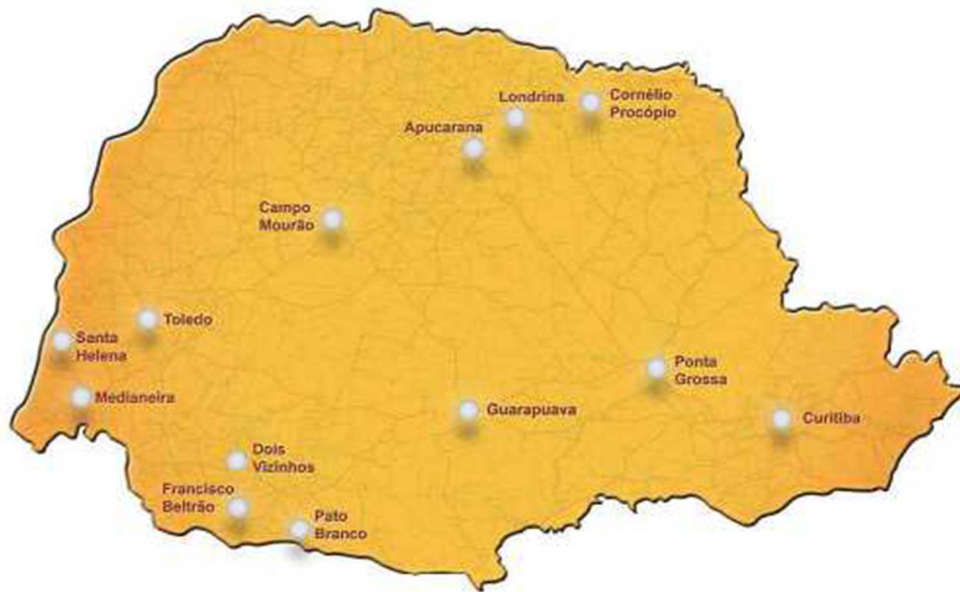 Londrina
Cornélio
Procópio
Apucarana
Campo
Mourão
Toledo
Santa
Helena
Medianeira
Ponta
Grossa
Guarapuava
Curitiba
Dois
Vizinhos
Francisco
Beltrão
Pato
Branco